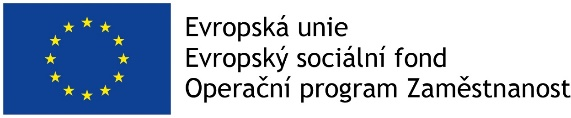 Evropská unie
Evropský sociální fond
Operační program Zaměstnanost